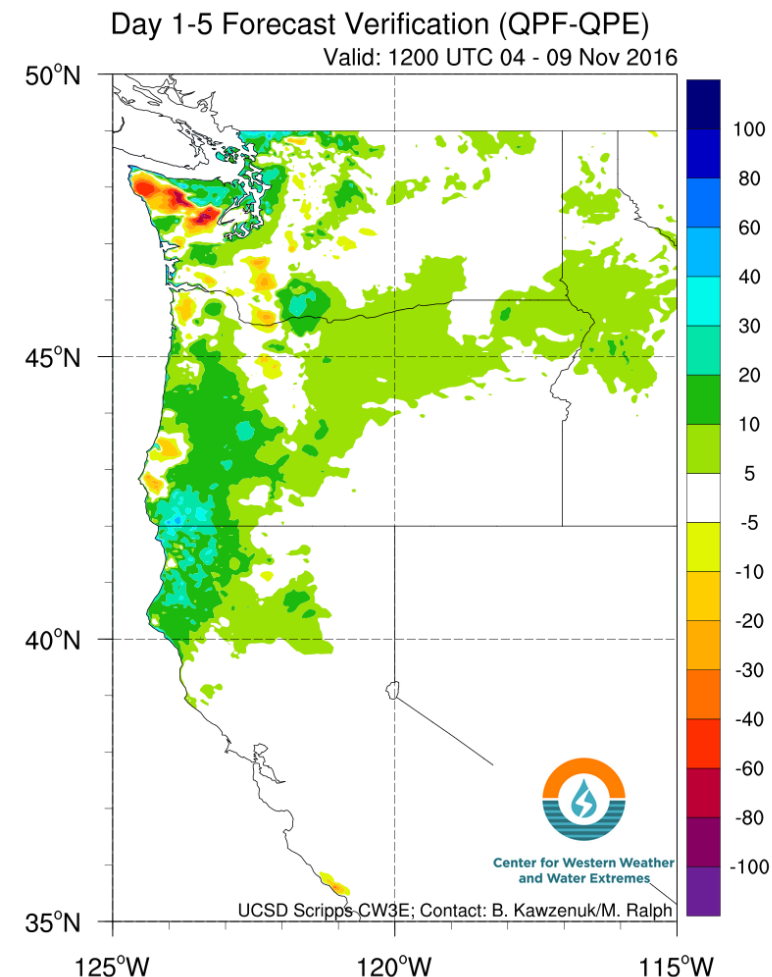 Day 1-5 Forecast Verification (QPF-QPE)
Valid: 1200 UTC 04 - 09 Nov 2016
50°N
45°N
40°N
35°N
125°W
120°W
115°W
100
80
60
40
30
20
10
5
-5
-10
-20
-30
-40
-60
-80
-100
Center for Western Weather
and Water Extremes
UCSD Scripps CW3E; Contact: B. Kawzenuk/M. Ralph